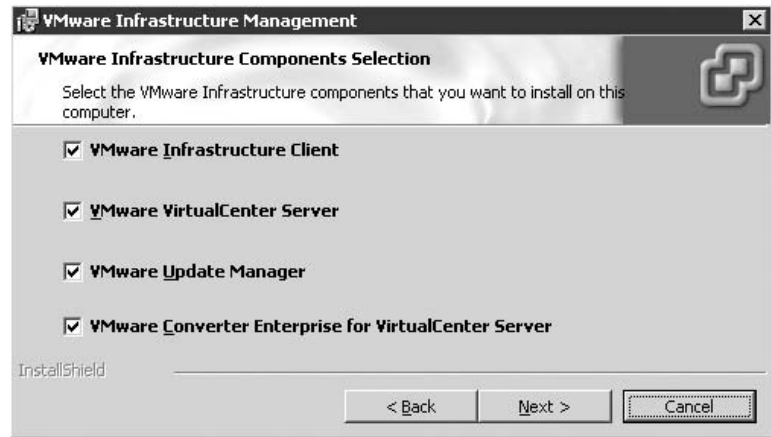 VMware Infrastructure Management
VMware Infrastructure Components Selection
Select the VMware Infrastructure components that you want to install on this
computer.
VMware Infrastructure Client
VMware VirtualCenter Server
VMware Update Manager
VMware Converter Enterprise for VirtualCenter Server
InstallShield
< Back
Next >
Cancel